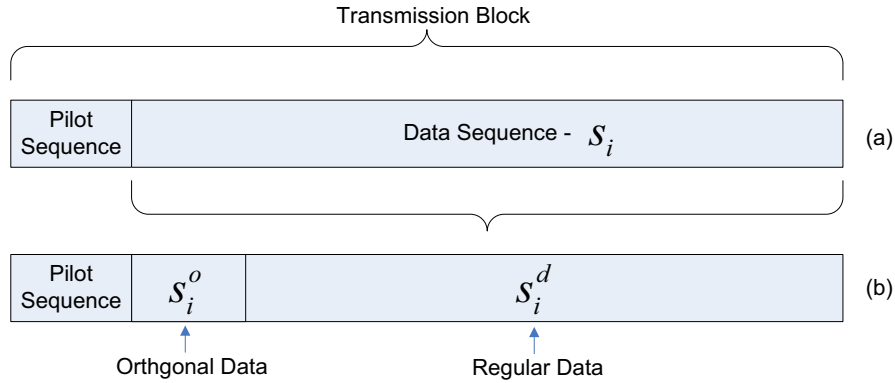 Transmission Block
Pilot
Sequence
Data Sequence - s_i
(a)
Pilot
Sequence
s_i^o
s_i^d
(b)
Orthgonal Data
Regular Data